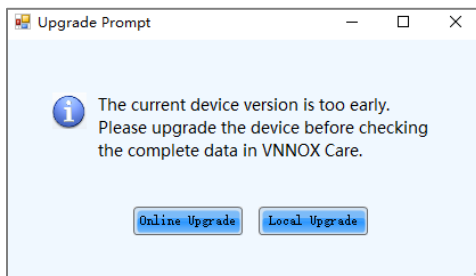 Upgrade Prompt
The current device version is too early.
Please upgrade the device before checking
the complete data in VNNOX Care.
Online Upgrade Local Upgrade